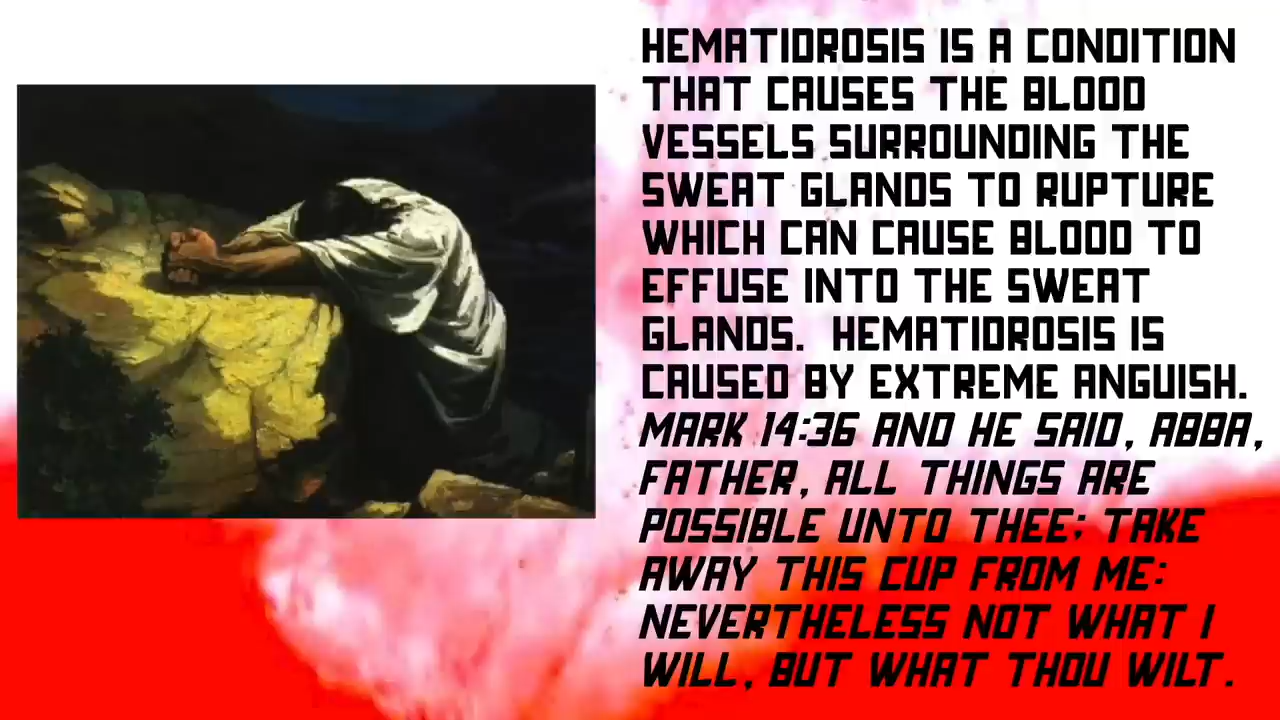 HEMATIDROSIS IS A CONDITION
THAT CAUSES THE BLOOD
VESSELS SURROUNDING THE
SWEAT GLANDS TO RUPTURE
WHICH CAN CAUSE BLOOD TO
EFFUSE INTO THE SWEAT
GLANDS.  HEMATIDROSIS IS
CAUSED BY EXTREME ANGUISH.
MARK 14:36 AND HE SAID, ABBA,
FATHER, ALL THINGS ARE
POSSIBLE UNTO THEE; TAKE
AWAY THIS CUP FROM ME:
NEVERTHELESS NOT WHAT I
WILL, BUT WHAT THOU WILT.